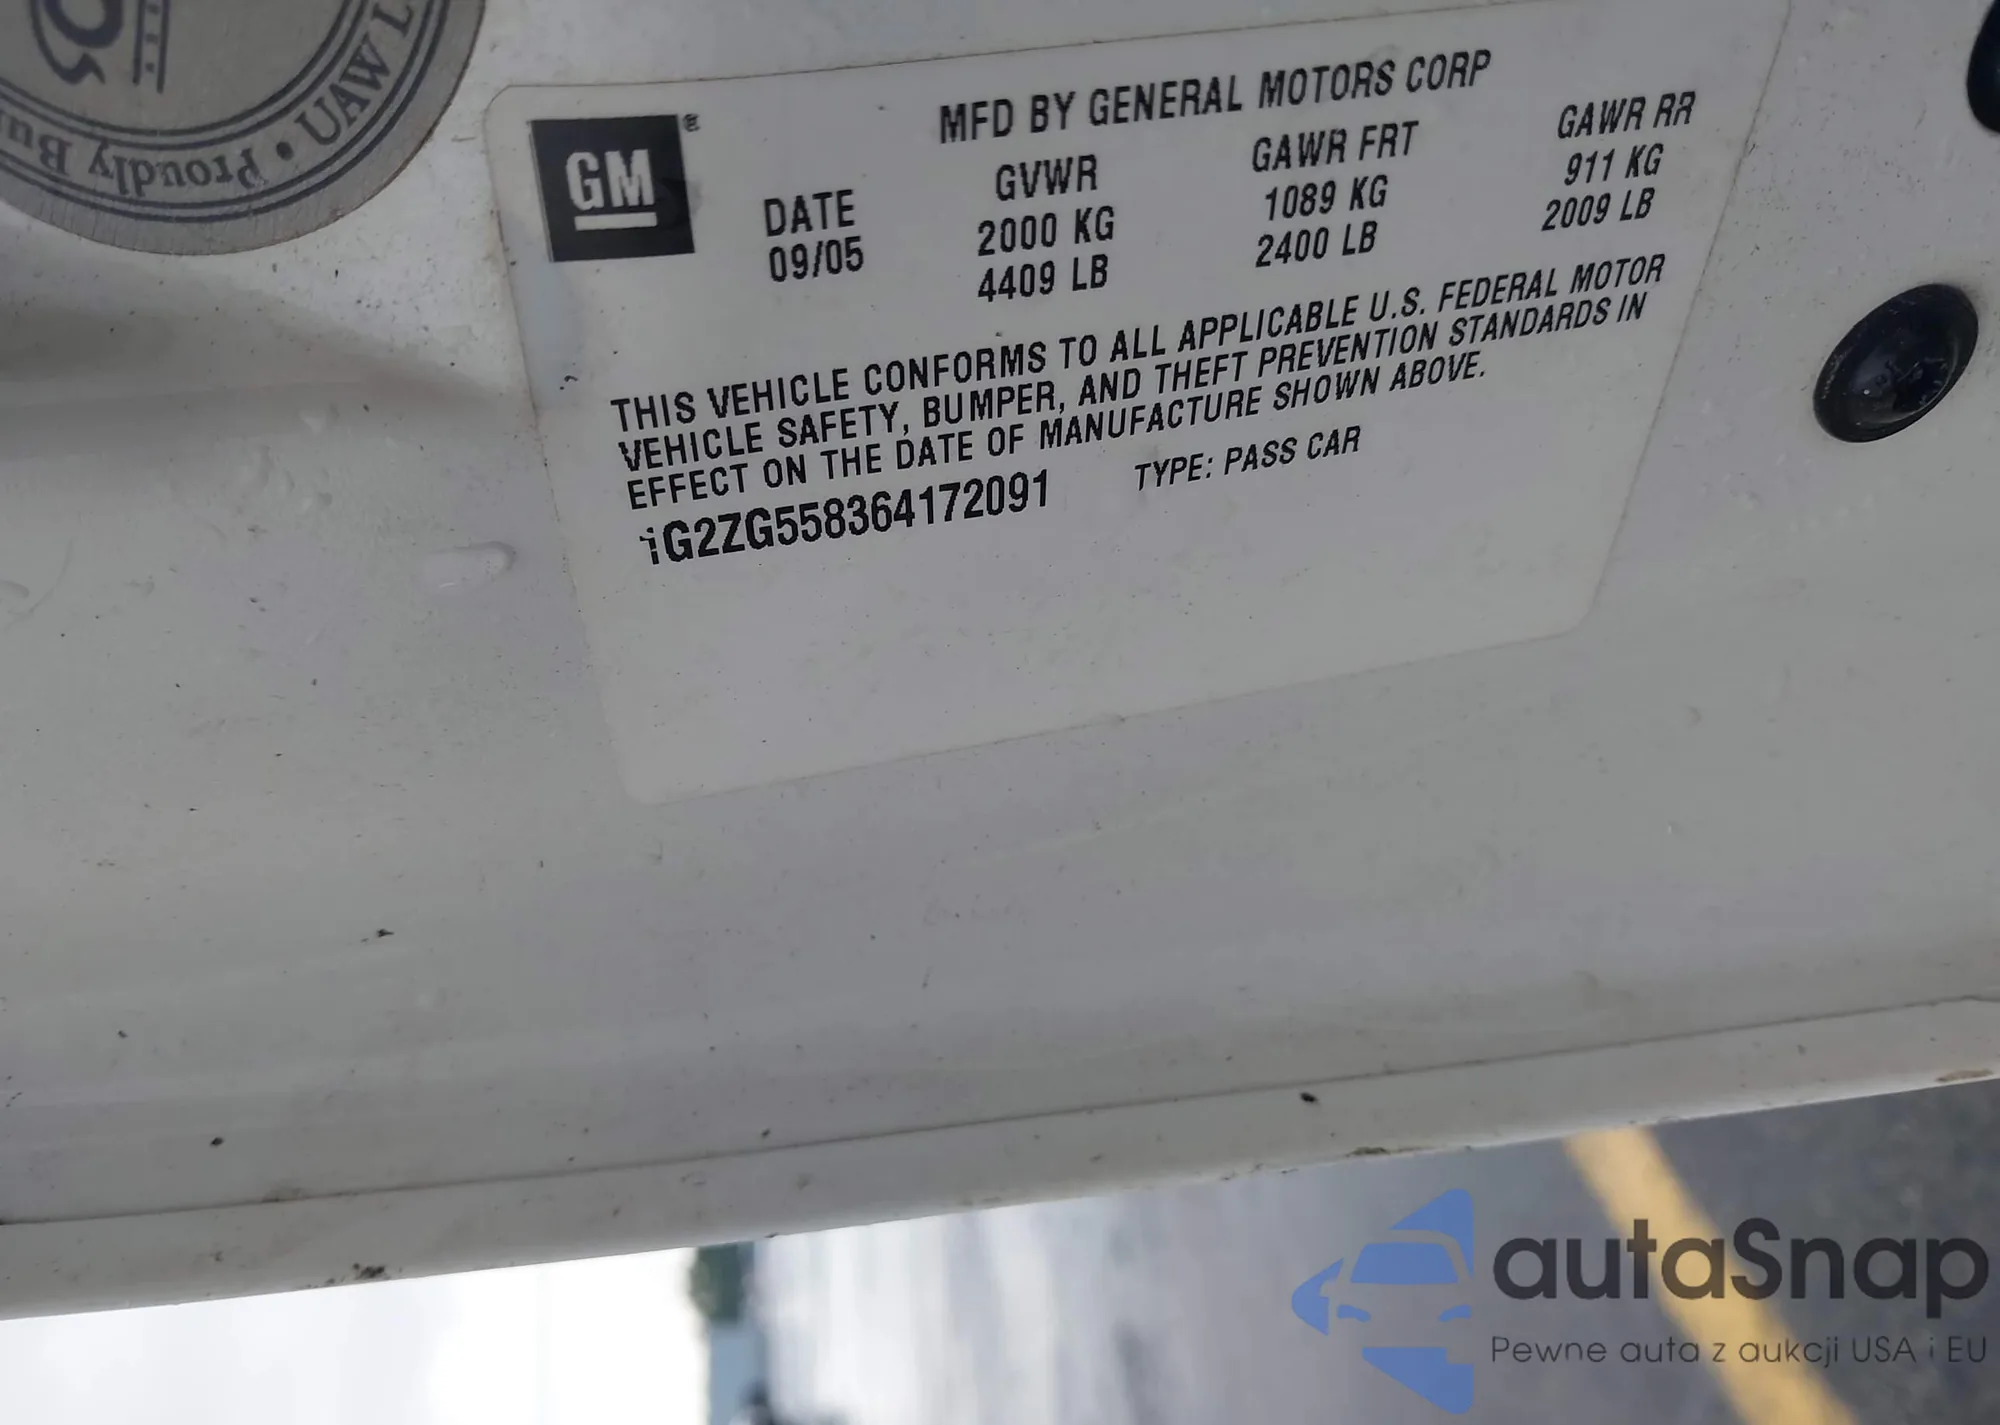 Proudly Bu
• UAW L
GM®
MFD BY GENERAL MOTORS CORP
DATE GVWR GAWR FRT GAWR RR
09/05 2000 KG 1089 KG 911 KG
4409 LB 2400 LB 2009 LB
THIS VEHICLE CONFORMS TO ALL APPLICABLE U.S. FEDERAL MOTOR
VEHICLE SAFETY, BUMPER, AND THEFT PREVENTION STANDARDS IN
EFFECT ON THE DATE OF MANUFACTURE SHOWN ABOVE.
1G2ZG558364172091 TYPE: PASS CAR
autaSnap
Pewne auta z aukcji USA i EU